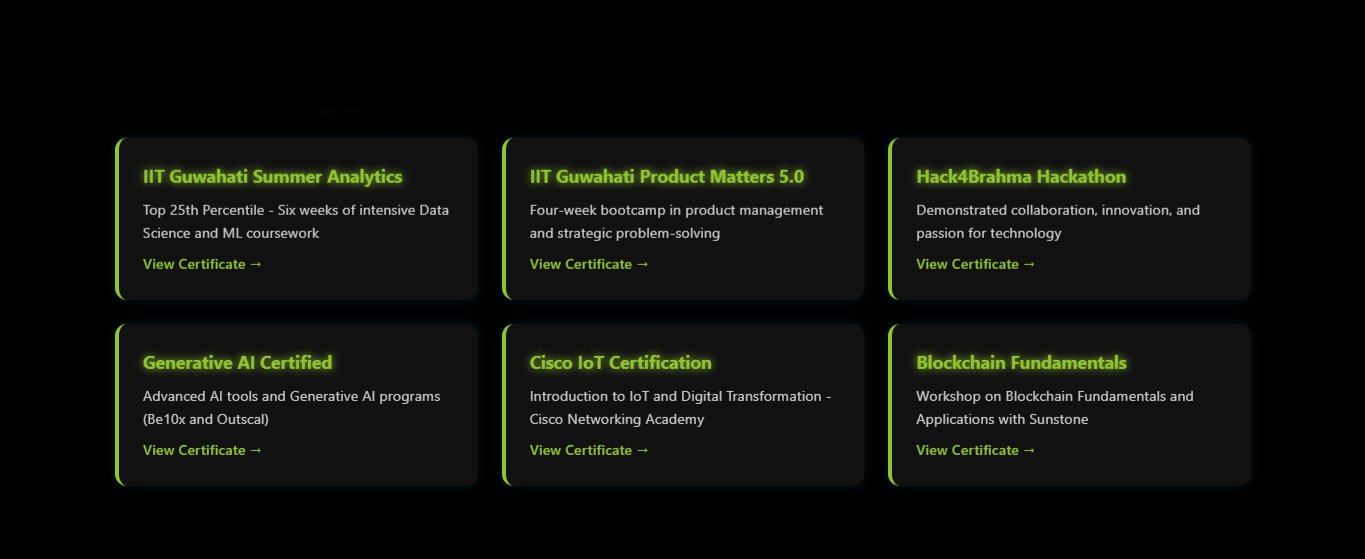 IIT Guwahati Summer Analytics
Top 25th Percentile - Six weeks of intensive Data
Science and ML coursework
View Certificate →
IIT Guwahati Product Matters 5.0
Four-week bootcamp in product management
and strategic problem-solving
View Certificate →
Hack4Brahma Hackathon
Demonstrated collaboration, innovation, and
passion for technology
View Certificate →
Generative AI Certified
Advanced AI tools and Generative AI programs
(Be10x and Outscal)
View Certificate →
Cisco IoT Certification
Introduction to IoT and Digital Transformation -
Cisco Networking Academy
View Certificate →
Blockchain Fundamentals
Workshop on Blockchain Fundamentals and
Applications with Sunstone
View Certificate →